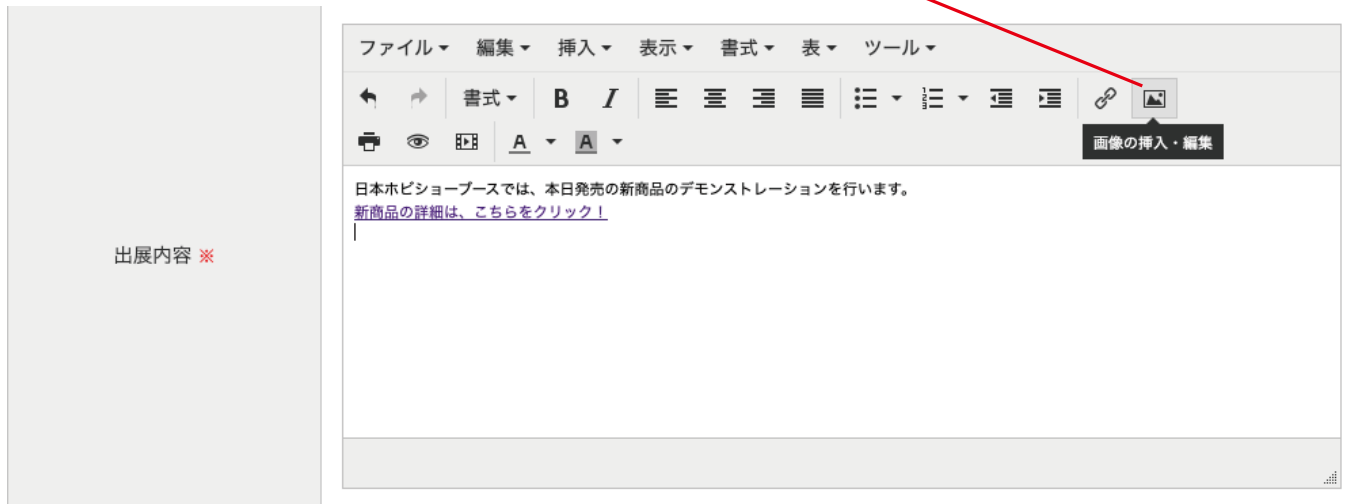 ファイル 編集 挿入 表示 書式 表 ツール
書式 B I A A
画像の挿入・編集
日本ホビショーブースでは、本日発売の新商品のデモンストレーションを行います。
新商品の詳細は、こちらをクリック！
出展内容 ※